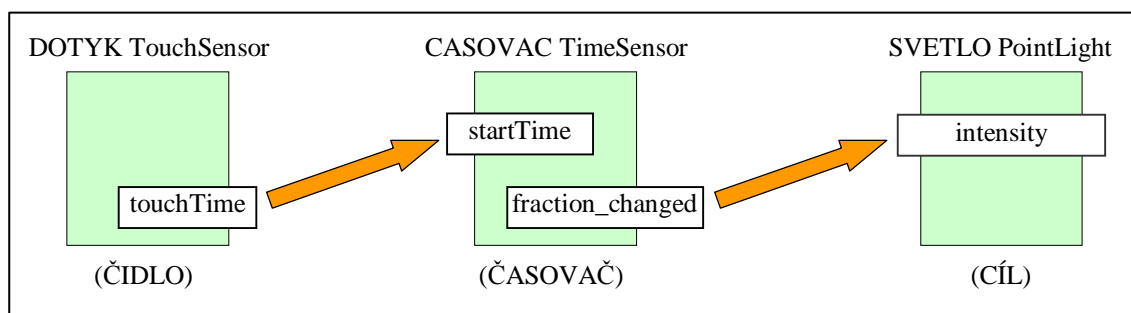 DOTYK TouchSensor
CASOVAC TimeSensor
SVETLO PointLight
startTime
intensity
touchTime
fraction_changed
(ČIDLO)
(ČASOVAČ)
(CÍL)